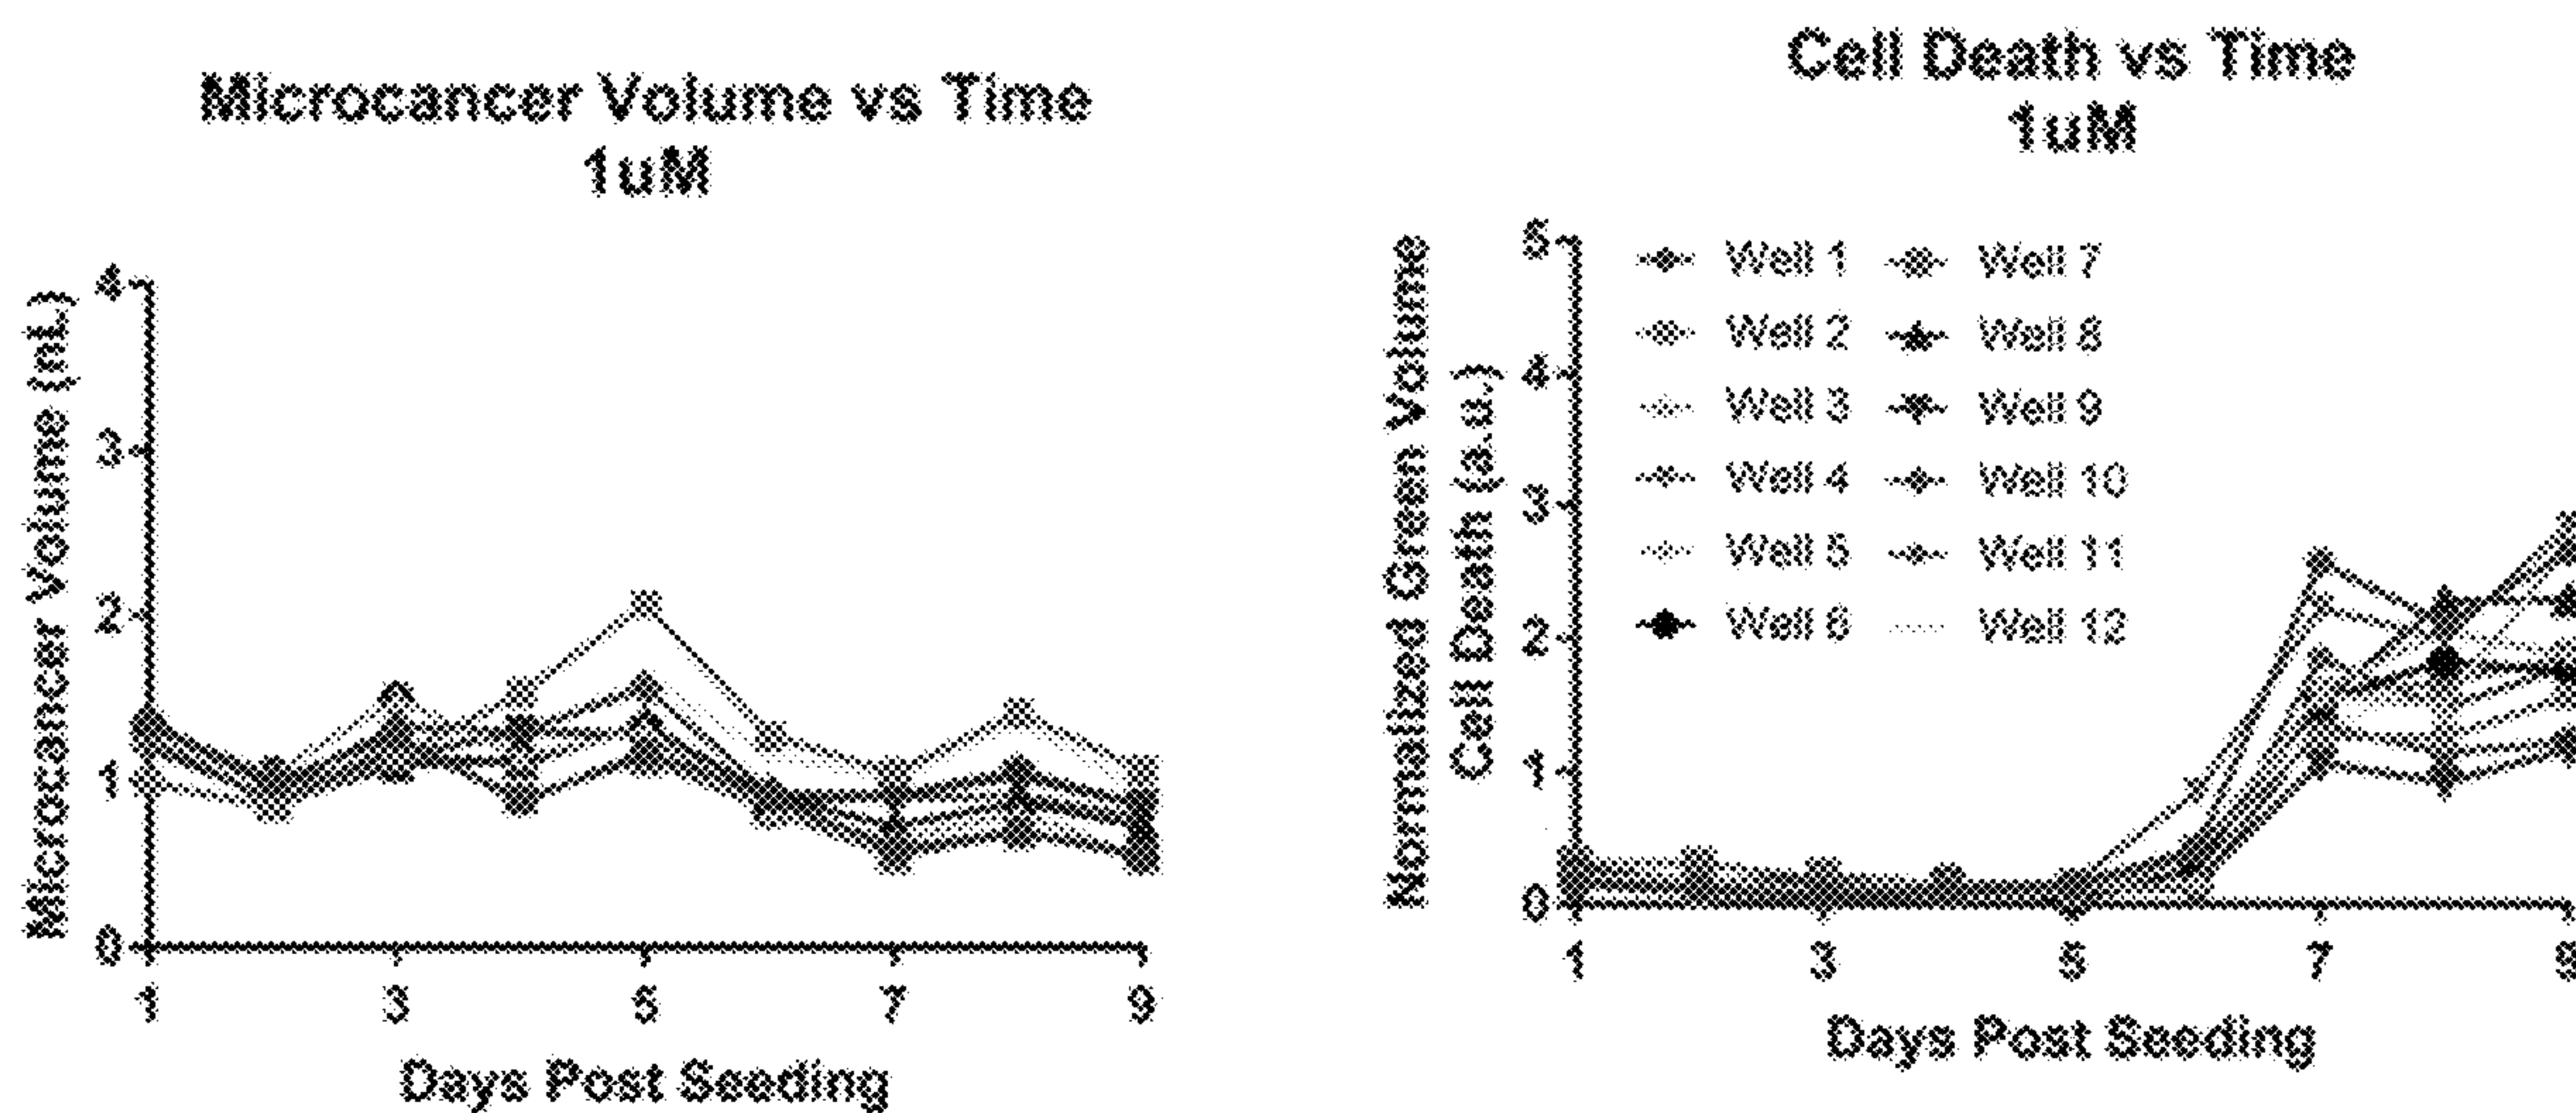 Microcancer Volume vs Time
1uM
Microcancer Volume (nL)
4
3
2
1
0
1 3 5 7 9
Days Post Seeding
Cell Death vs Time
1uM
Normalized Green Volume
Cell Death (a.u.)
5
4
3
2
1
0
Well 1 Well 7
Well 2 Well 8
Well 3 Well 9
Well 4 Well 10
Well 5 Well 11
Well 6 Well 12
1 3 5 7
Days Post Seeding